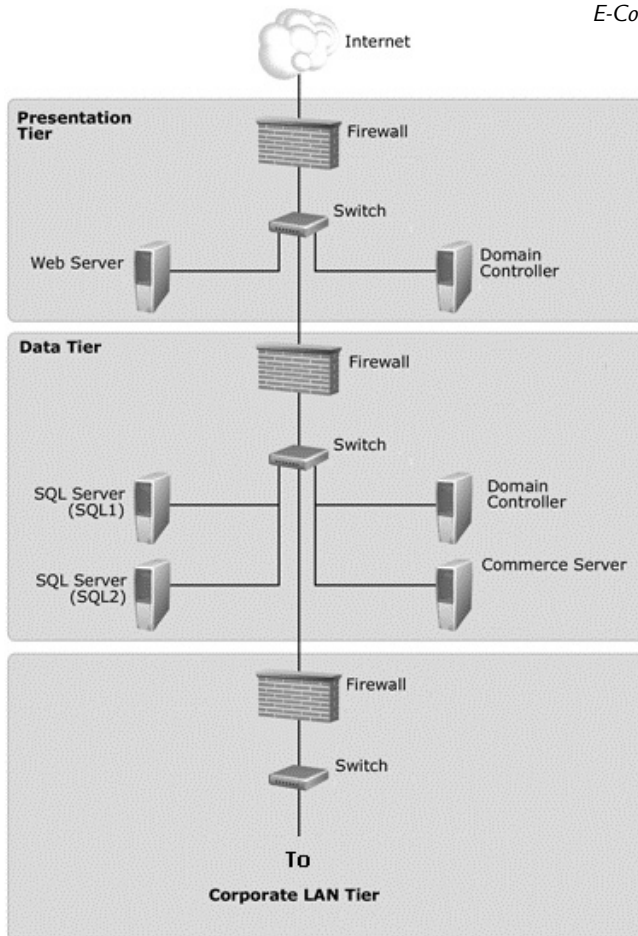 E-Co
Internet
Presentation
Tier
Firewall
Switch
Web Server
Domain
Controller
Data Tier
Firewall
Switch
SQL Server
(SQL1)
Domain
Controller
SQL Server
(SQL2)
Commerce Server
Firewall
Switch
To
Corporate LAN Tier